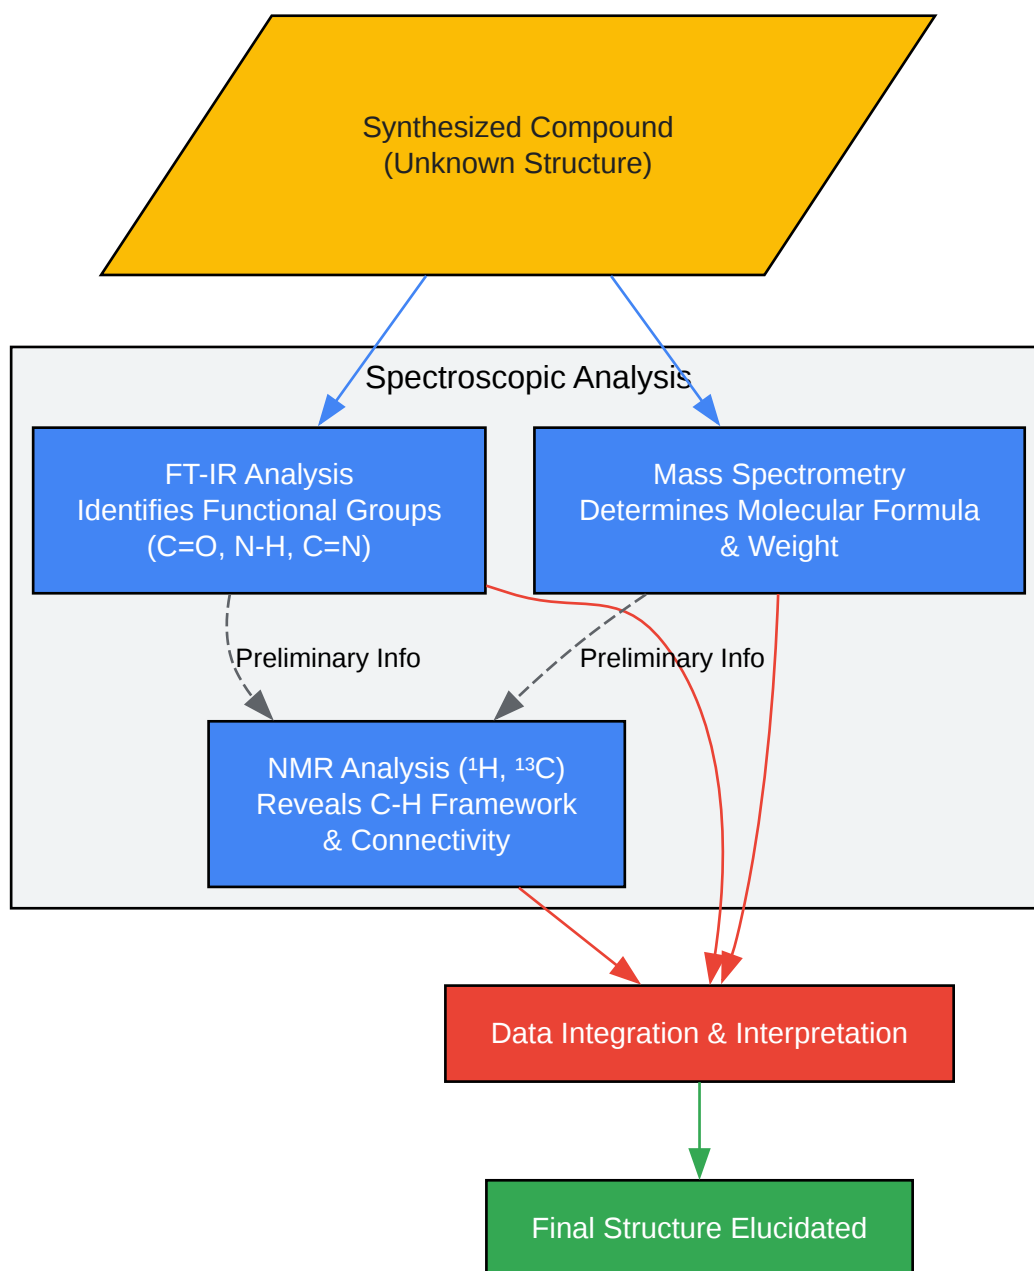 Synthesized Compound
(Unknown Structure)
Spectroscopic Analysis
FT-IR Analysis
Identifies Functional Groups
(C=O, N-H, C=N)
Mass Spectrometry
Determines Molecular Formula
& Weight
Preliminary Info
Preliminary Info
NMR Analysis (¹H, ¹³C)
Reveals C-H Framework
& Connectivity
Data Integration & Interpretation
Final Structure Elucidated